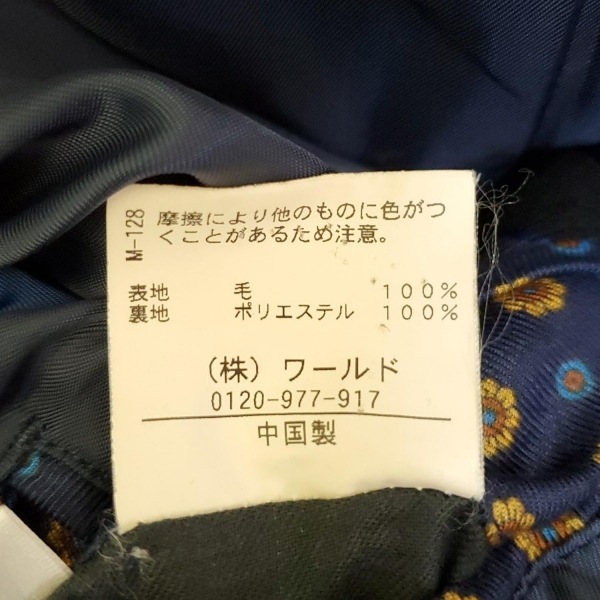 M-128
摩擦により他のものに色がつ
くことがあるため注意。
表地 毛 100%
裏地 ポリエステル 100%
(株) ワールド
0120-977-917
中国製